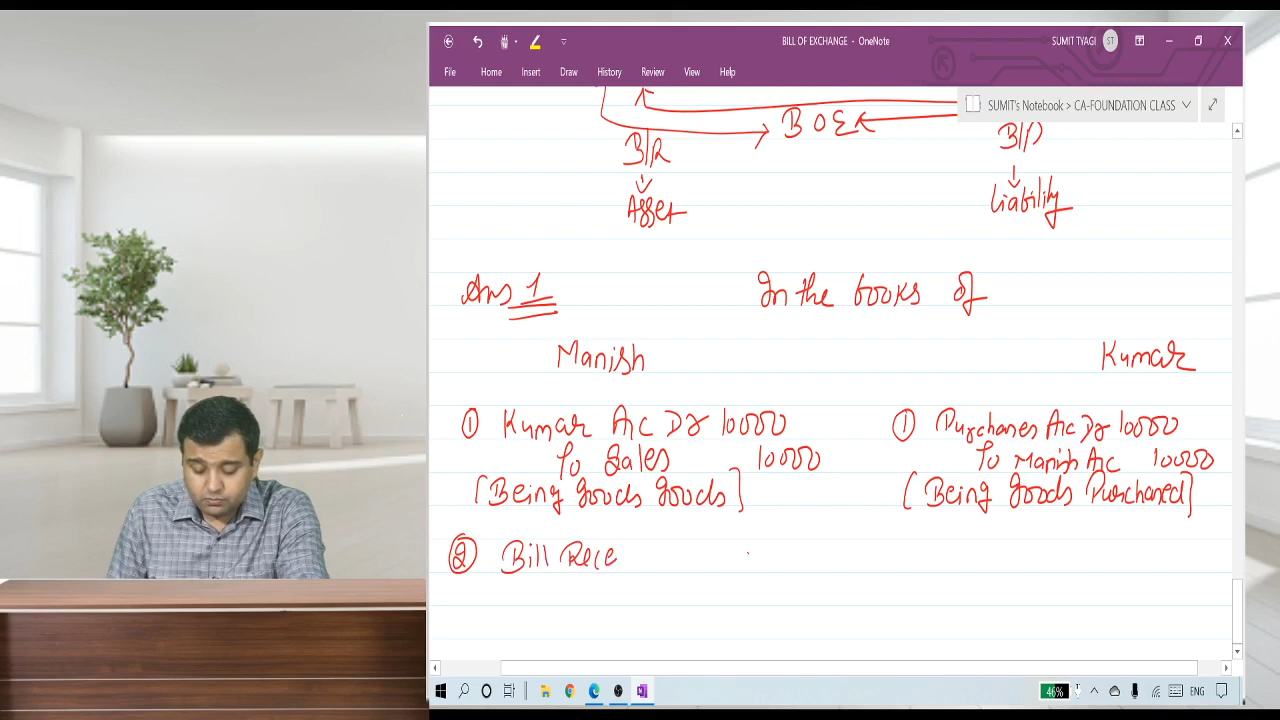 BILL OF EXCHANGE - OneNote
SUMIT TYAGI ST
File Home Insert Draw History Review View Help
SUMIT's Notebook > CA-FOUNDATION CLASS
B O E
B/R
B/P
Asset
Liability
Ans 1 In the books of
Manish Kumar
① Kumar A/c Dr 10000
To Sales 10000
[Being Goods Goods]
① Purchases A/c Dr 10000
To Manish A/c 10000
[Being Goods Purchased]
② Bill Rece
46% ENG